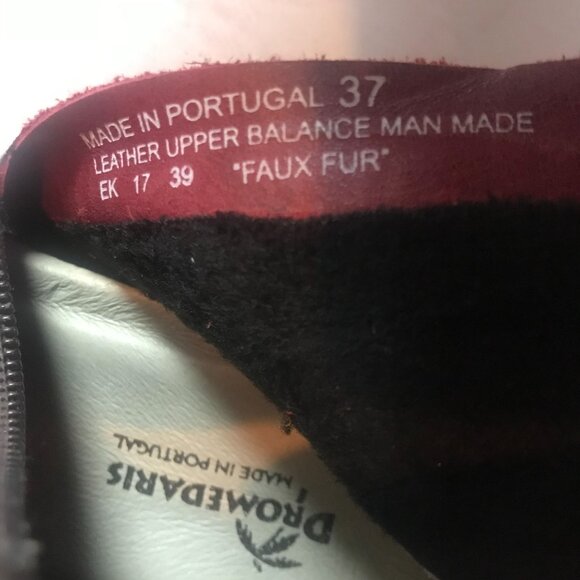 MADE IN PORTUGAL 37
LEATHER UPPER BALANCE MAN MADE
EK 17 39 "FAUX FUR"
DROMEDARIS
MADE IN PORTUGAL